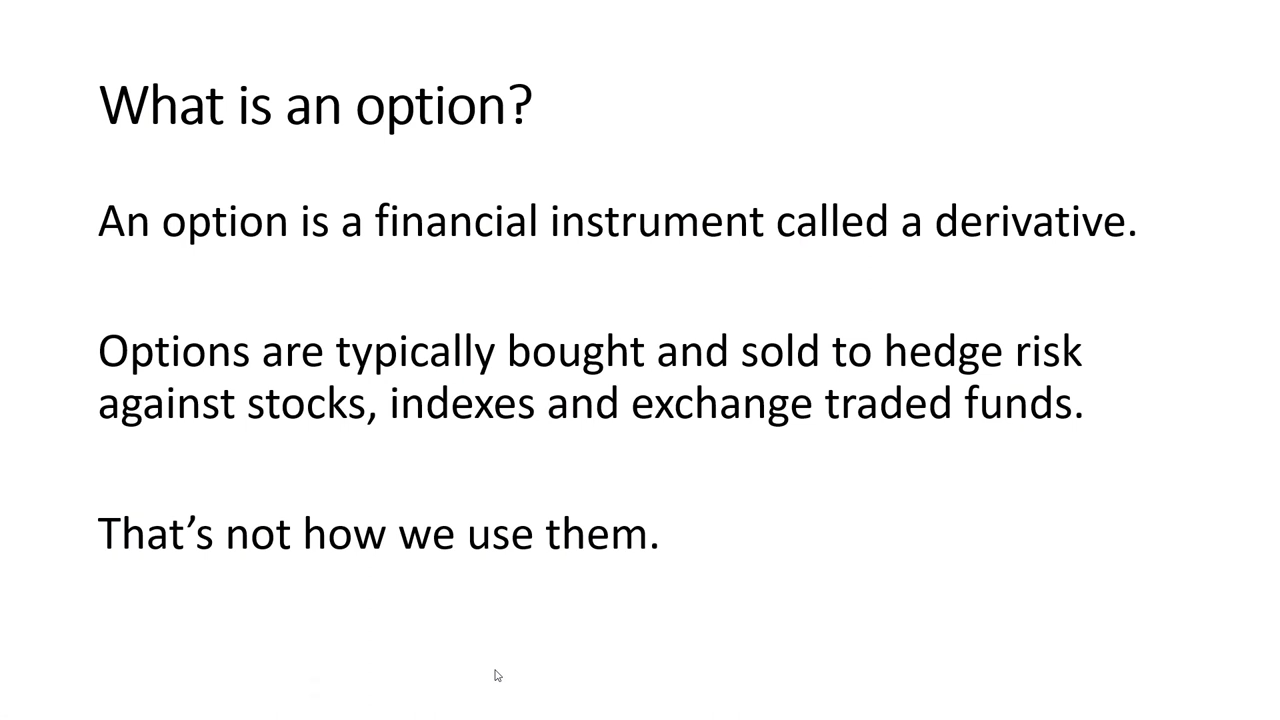 What is an option?
An option is a financial instrument called a derivative.
Options are typically bought and sold to hedge risk
against stocks, indexes and exchange traded funds.
That’s not how we use them.